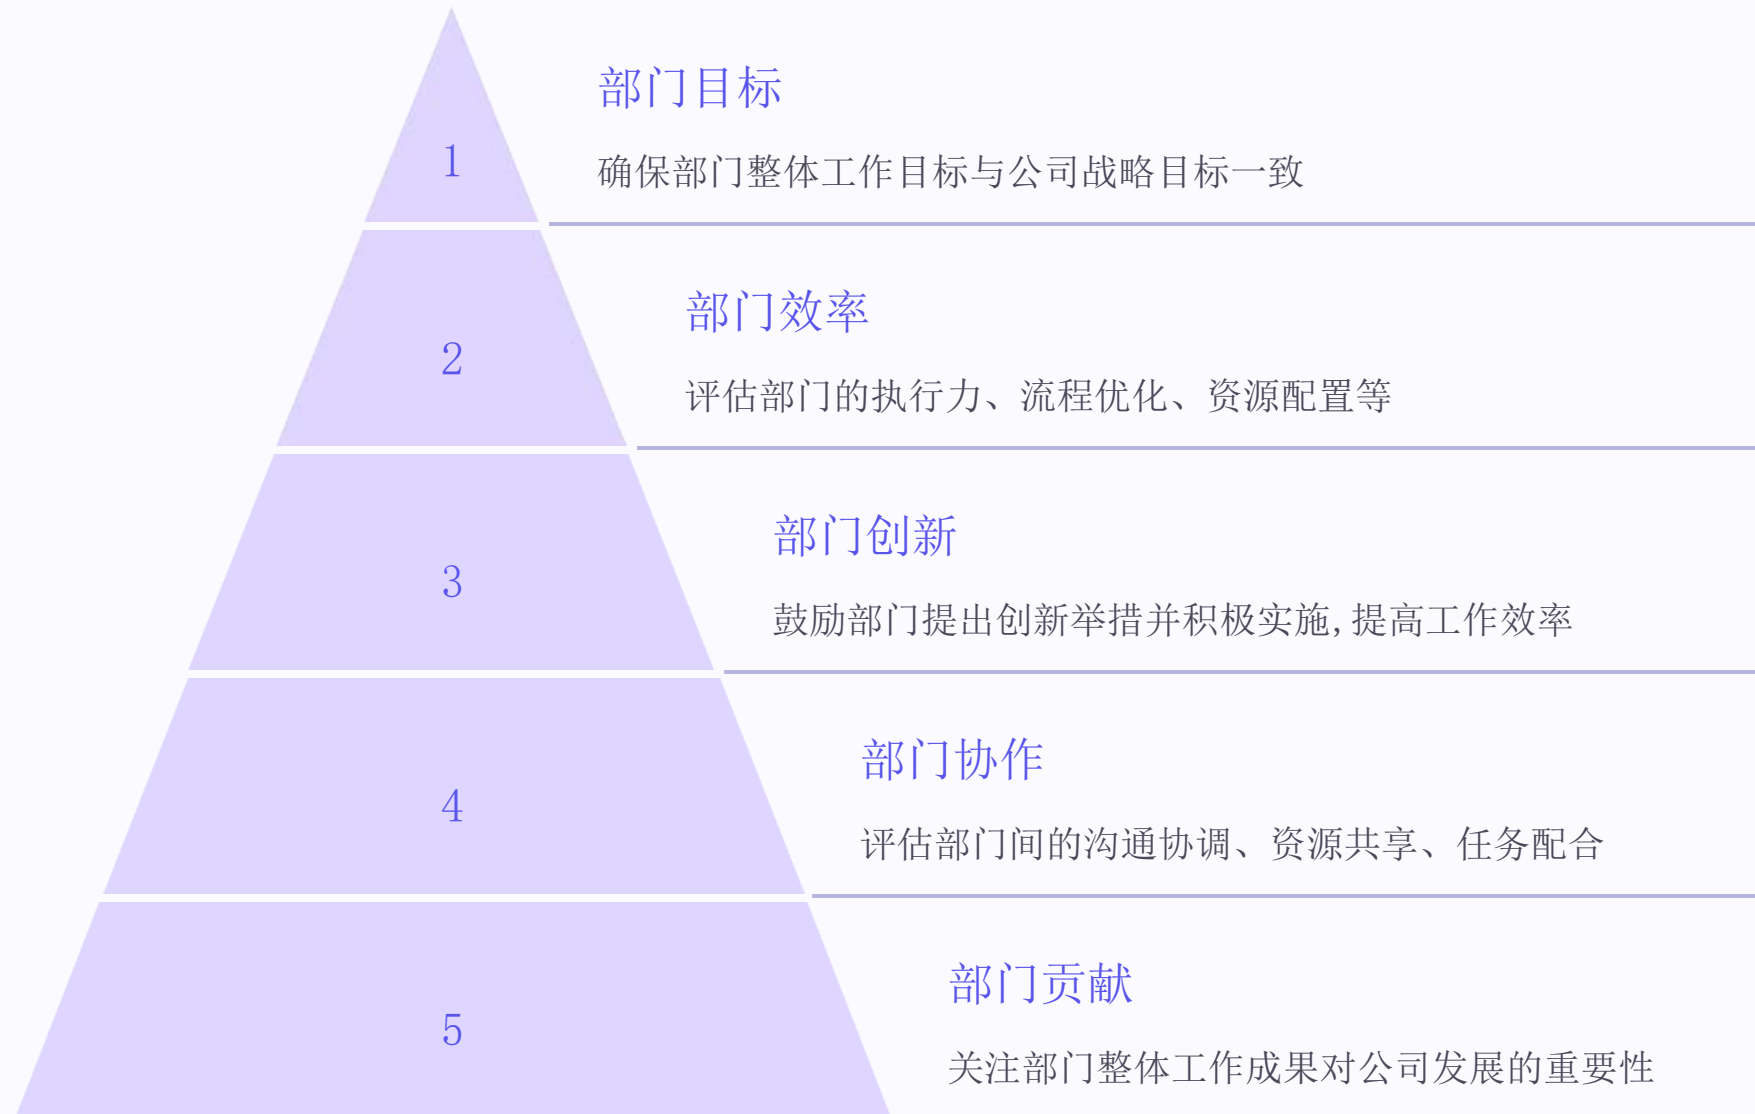 部门目标
1
确保部门整体工作目标与公司战略目标一致
部门效率
2
评估部门的执行力、流程优化、资源配置等
部门创新
3
鼓励部门提出创新举措并积极实施,提高工作效率
部门协作
4
评估部门间的沟通协调、资源共享、任务配合
部门贡献
5
关注部门整体工作成果对公司发展的重要性